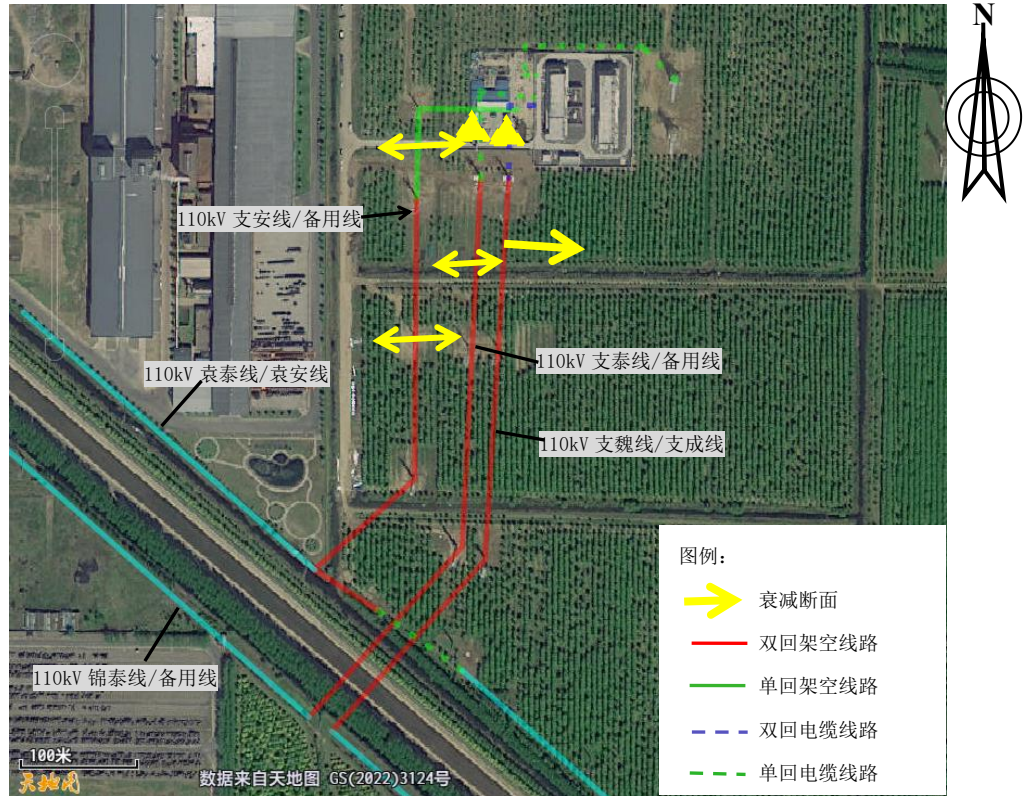 N
110kV 支安线/备用线
110kV 支泰线/备用线
110kV 袁泰线/袁安线
110kV 支魏线/支成线
110kV 锦泰线/备用线
图例：
衰减断面
双回架空线路
单回架空线路
双回电缆线路
单回电缆线路
100米
天地图
数据来自天地图 GS(2022)3124号